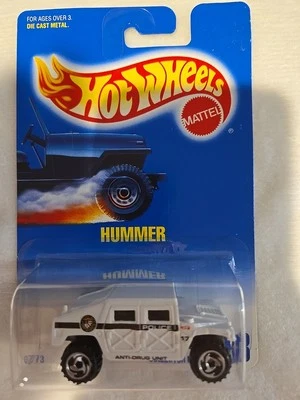 FOR AGES OVER 3.
DIE CAST METAL.
HOT WHEELS
MATTEL
®
HUMMER
HUMMER
POLICE
ANTI-DRUG UNIT